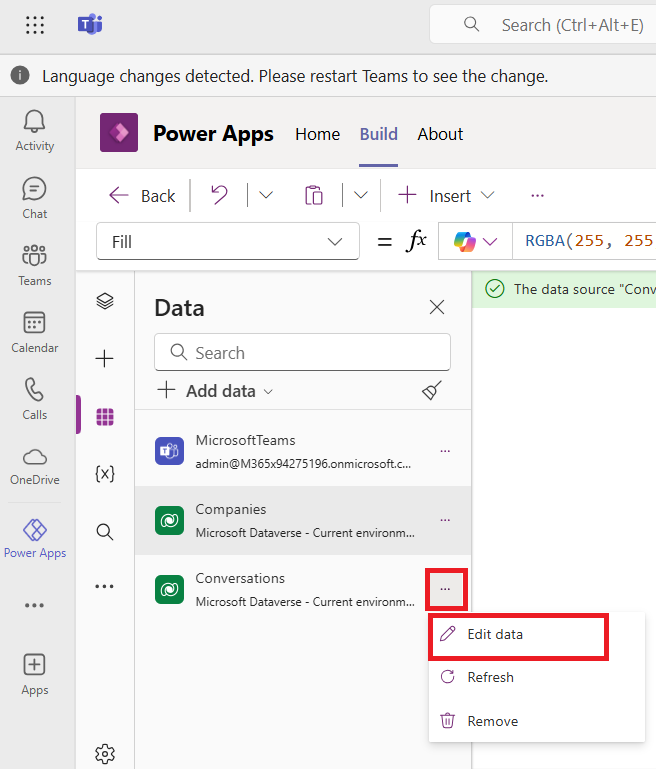 Search (Ctrl+Alt+E)
Language changes detected. Please restart Teams to see the change.
Activity
Chat
Teams
Calendar
Calls
OneDrive
Power Apps
Apps
Power Apps
Home
Build
About
Back
Insert
Fill
=
fx
RGBA(255, 255
The data source "Conv
Data
Search
Add data
MicrosoftTeams
admin@M365x94275196.onmicrosoft.c...
Companies
Microsoft Dataverse - Current environm...
Conversations
Microsoft Dataverse - Current environm...
Edit data
Refresh
Remove